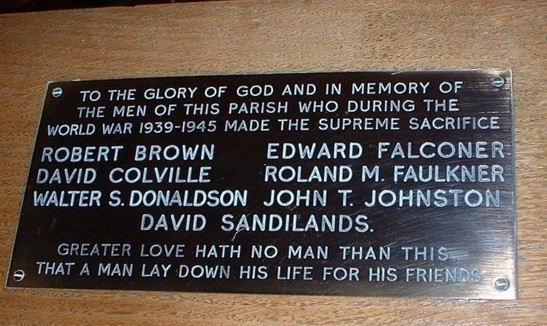 TO THE GLORY OF GOD AND IN MEMORY OF
THE MEN OF THIS PARISH WHO DURING THE
WORLD WAR 1939-1945 MADE THE SUPREME SACRIFICE
ROBERT BROWN EDWARD FALCONER
DAVID COLVILLE ROLAND M. FAULKNER
WALTER S. DONALDSON JOHN T. JOHNSTON
DAVID SANDILANDS.
GREATER LOVE HATH NO MAN THAN THIS,
THAT A MAN LAY DOWN HIS LIFE FOR HIS FRIENDS